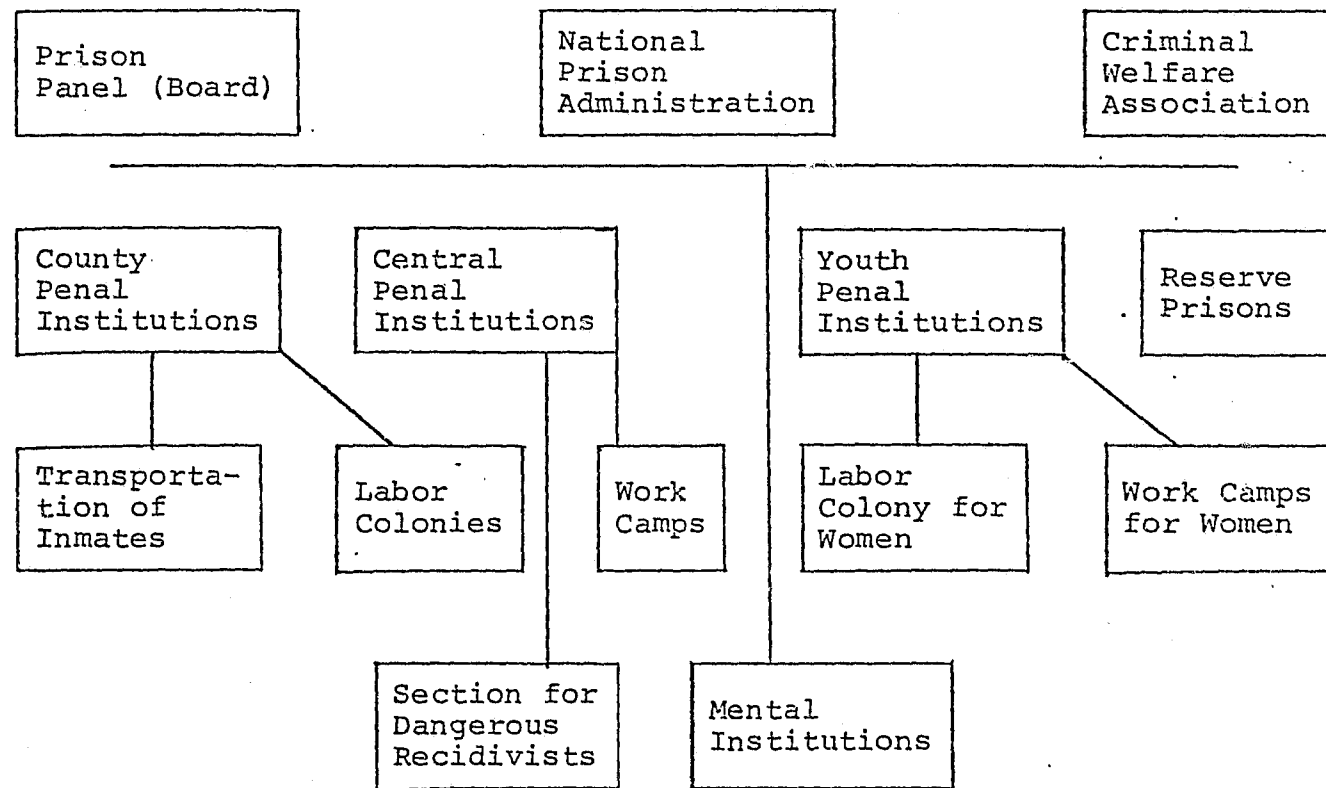 Prison
Panel (Board)
National
Prison
Administration
Criminal
Welfare
Association
County
Penal
Institutions
Central
Penal
Institutions
Youth
Penal
Institutions
Reserve
Prisons
Transporta-
tion of
Inmates
Labor
Colonies
Work
Camps
Labor
Colony for
Women
Work Camps
for Women
Section for
Dangerous
Recidivists
Mental
Institutions